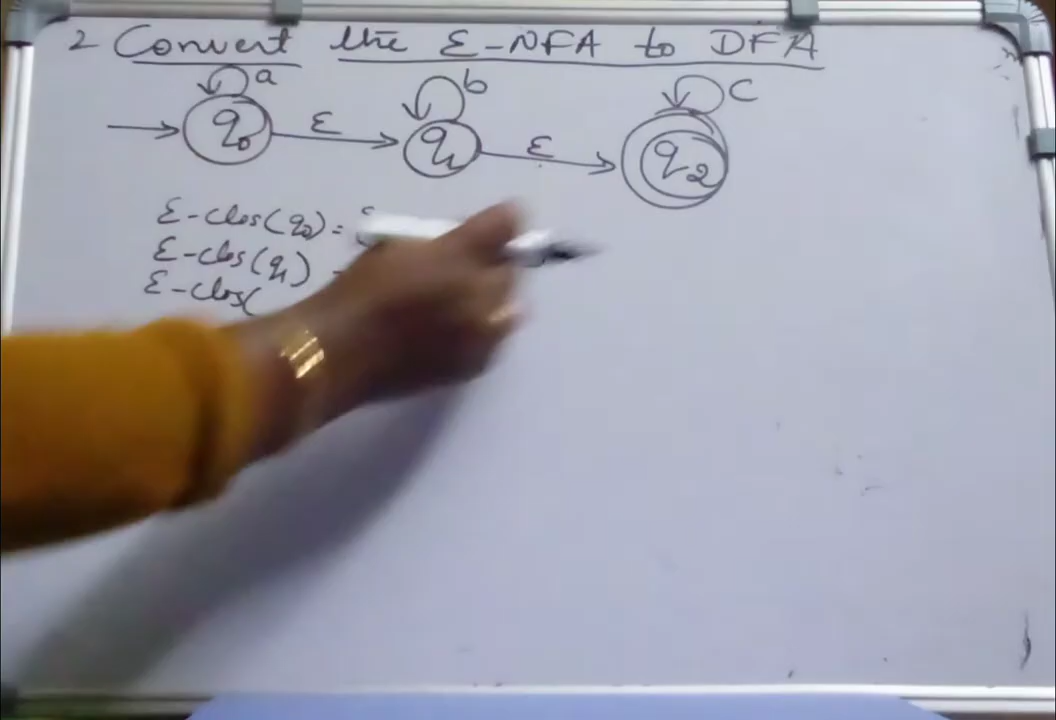 2 Convert the ε-NFA to DFA
a b c
q0 ε q1 ε q2
ε-clos(q0) = {
ε-clos(q1)
ε-clos(